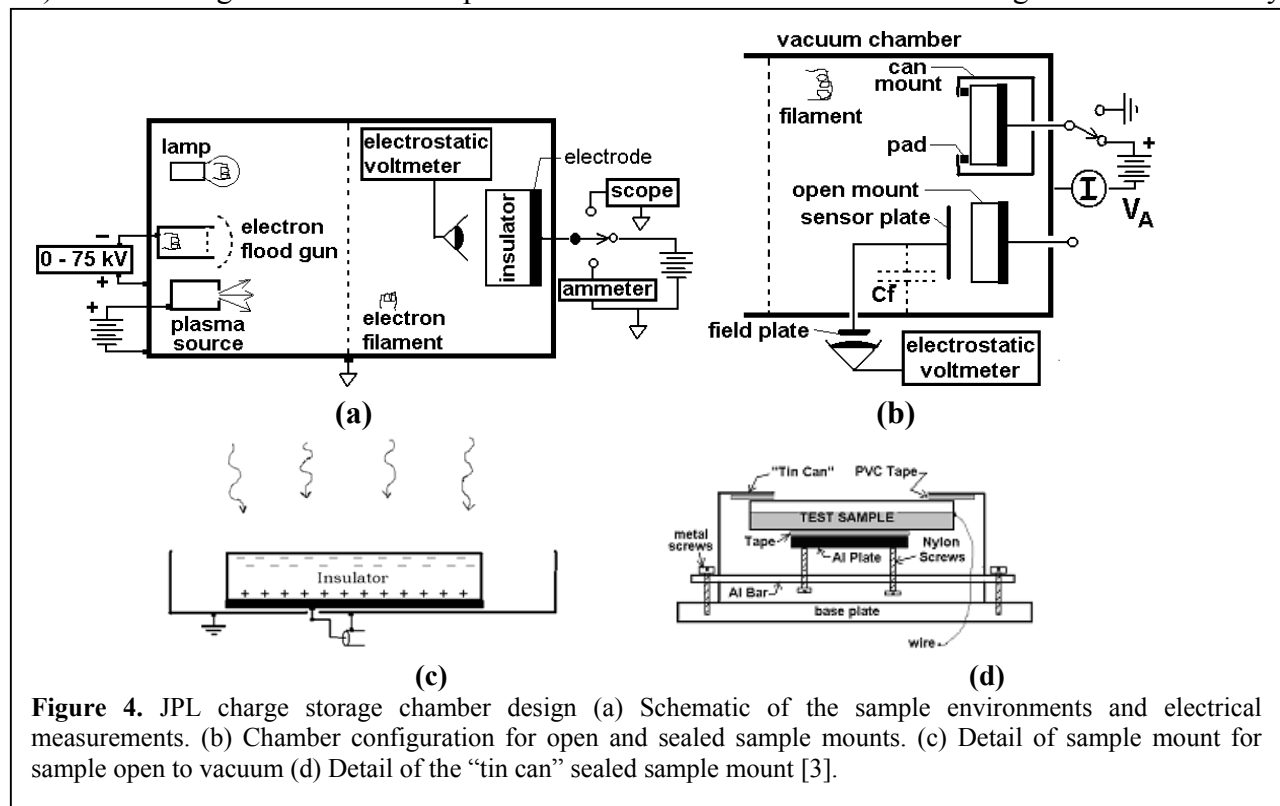 vacuum chamber
can
mount
filament
pad
open mount
sensor plate
+
I
V_A
Cf
field plate
electrostatic
voltmeter
(b)
lamp
electrostatic
voltmeter
electrode
scope
insulator
−
electron
flood gun
0 - 75 kV
+
+
plasma
source
electron
filament
ammeter
(a)
− − − − −
Insulator
+ + + + + + + + + + +
(c)
"Tin Can"
PVC Tape
TEST SAMPLE
metal
screws
Tape
Al Plate
Nylon
Screws
Al Bar
base plate
wire
(d)
Figure 4. JPL charge storage chamber design (a) Schematic of the sample environments and electrical
measurements. (b) Chamber configuration for open and sealed sample mounts. (c) Detail of sample mount for
sample open to vacuum (d) Detail of the “tin can” sealed sample mount [3].